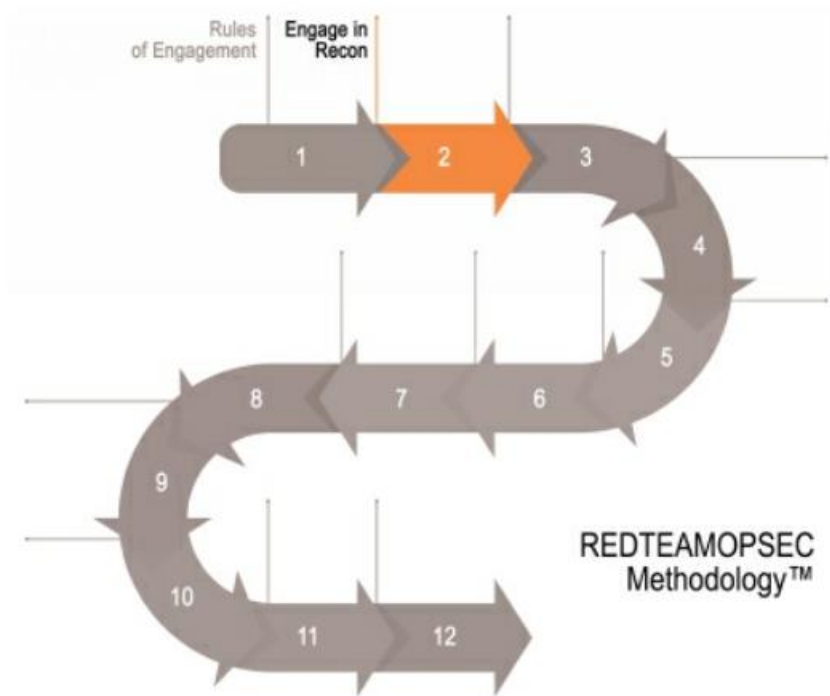 Rules
of Engagement
Engage in
Recon
1
2
3
4
5
6
7
8
9
10
11
12
REDTEAMOPSEC
Methodology™